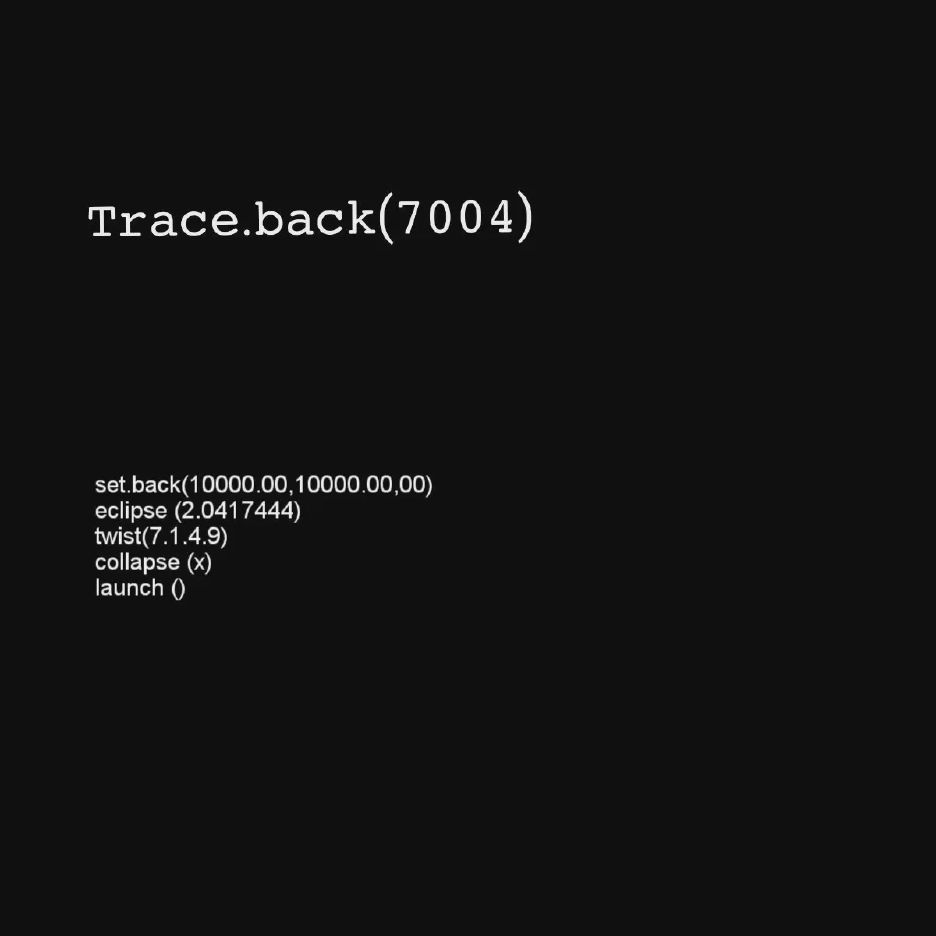 Trace.back(7004)
set.back(10000.00,10000.00,00)
eclipse (2.0417444)
twist(7.1.4.9)
collapse (x)
launch ()